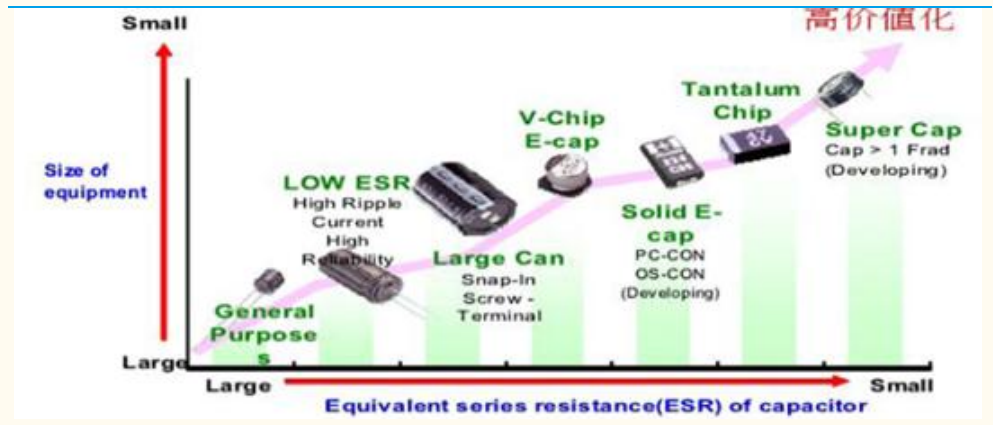 Small
高价値化
Tantalum
Chip
V-Chip
E-cap
Super Cap
Cap > 1 Frad
(Developing)
Size of
equipment
LOW ESR
High Ripple
Current
High
Reliability
Solid E-
cap
PC-CON
OS-CON
(Developing)
Large Can
Snap-In
Screw -
Terminal
General
Purpose
s
Large
Large
Small
Equivalent series resistance(ESR) of capacitor